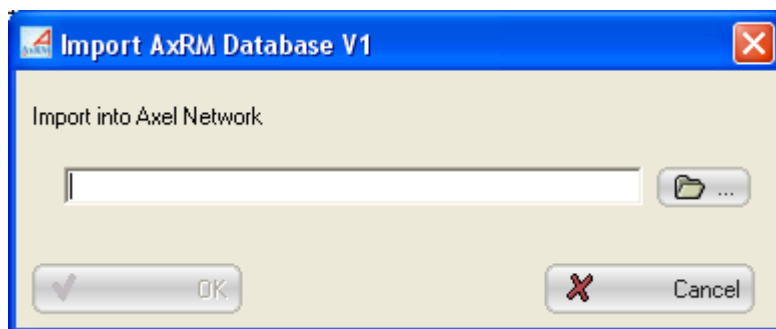 AxRM
Import AxRM Database V1
Import into Axel Network
...
OK
Cancel